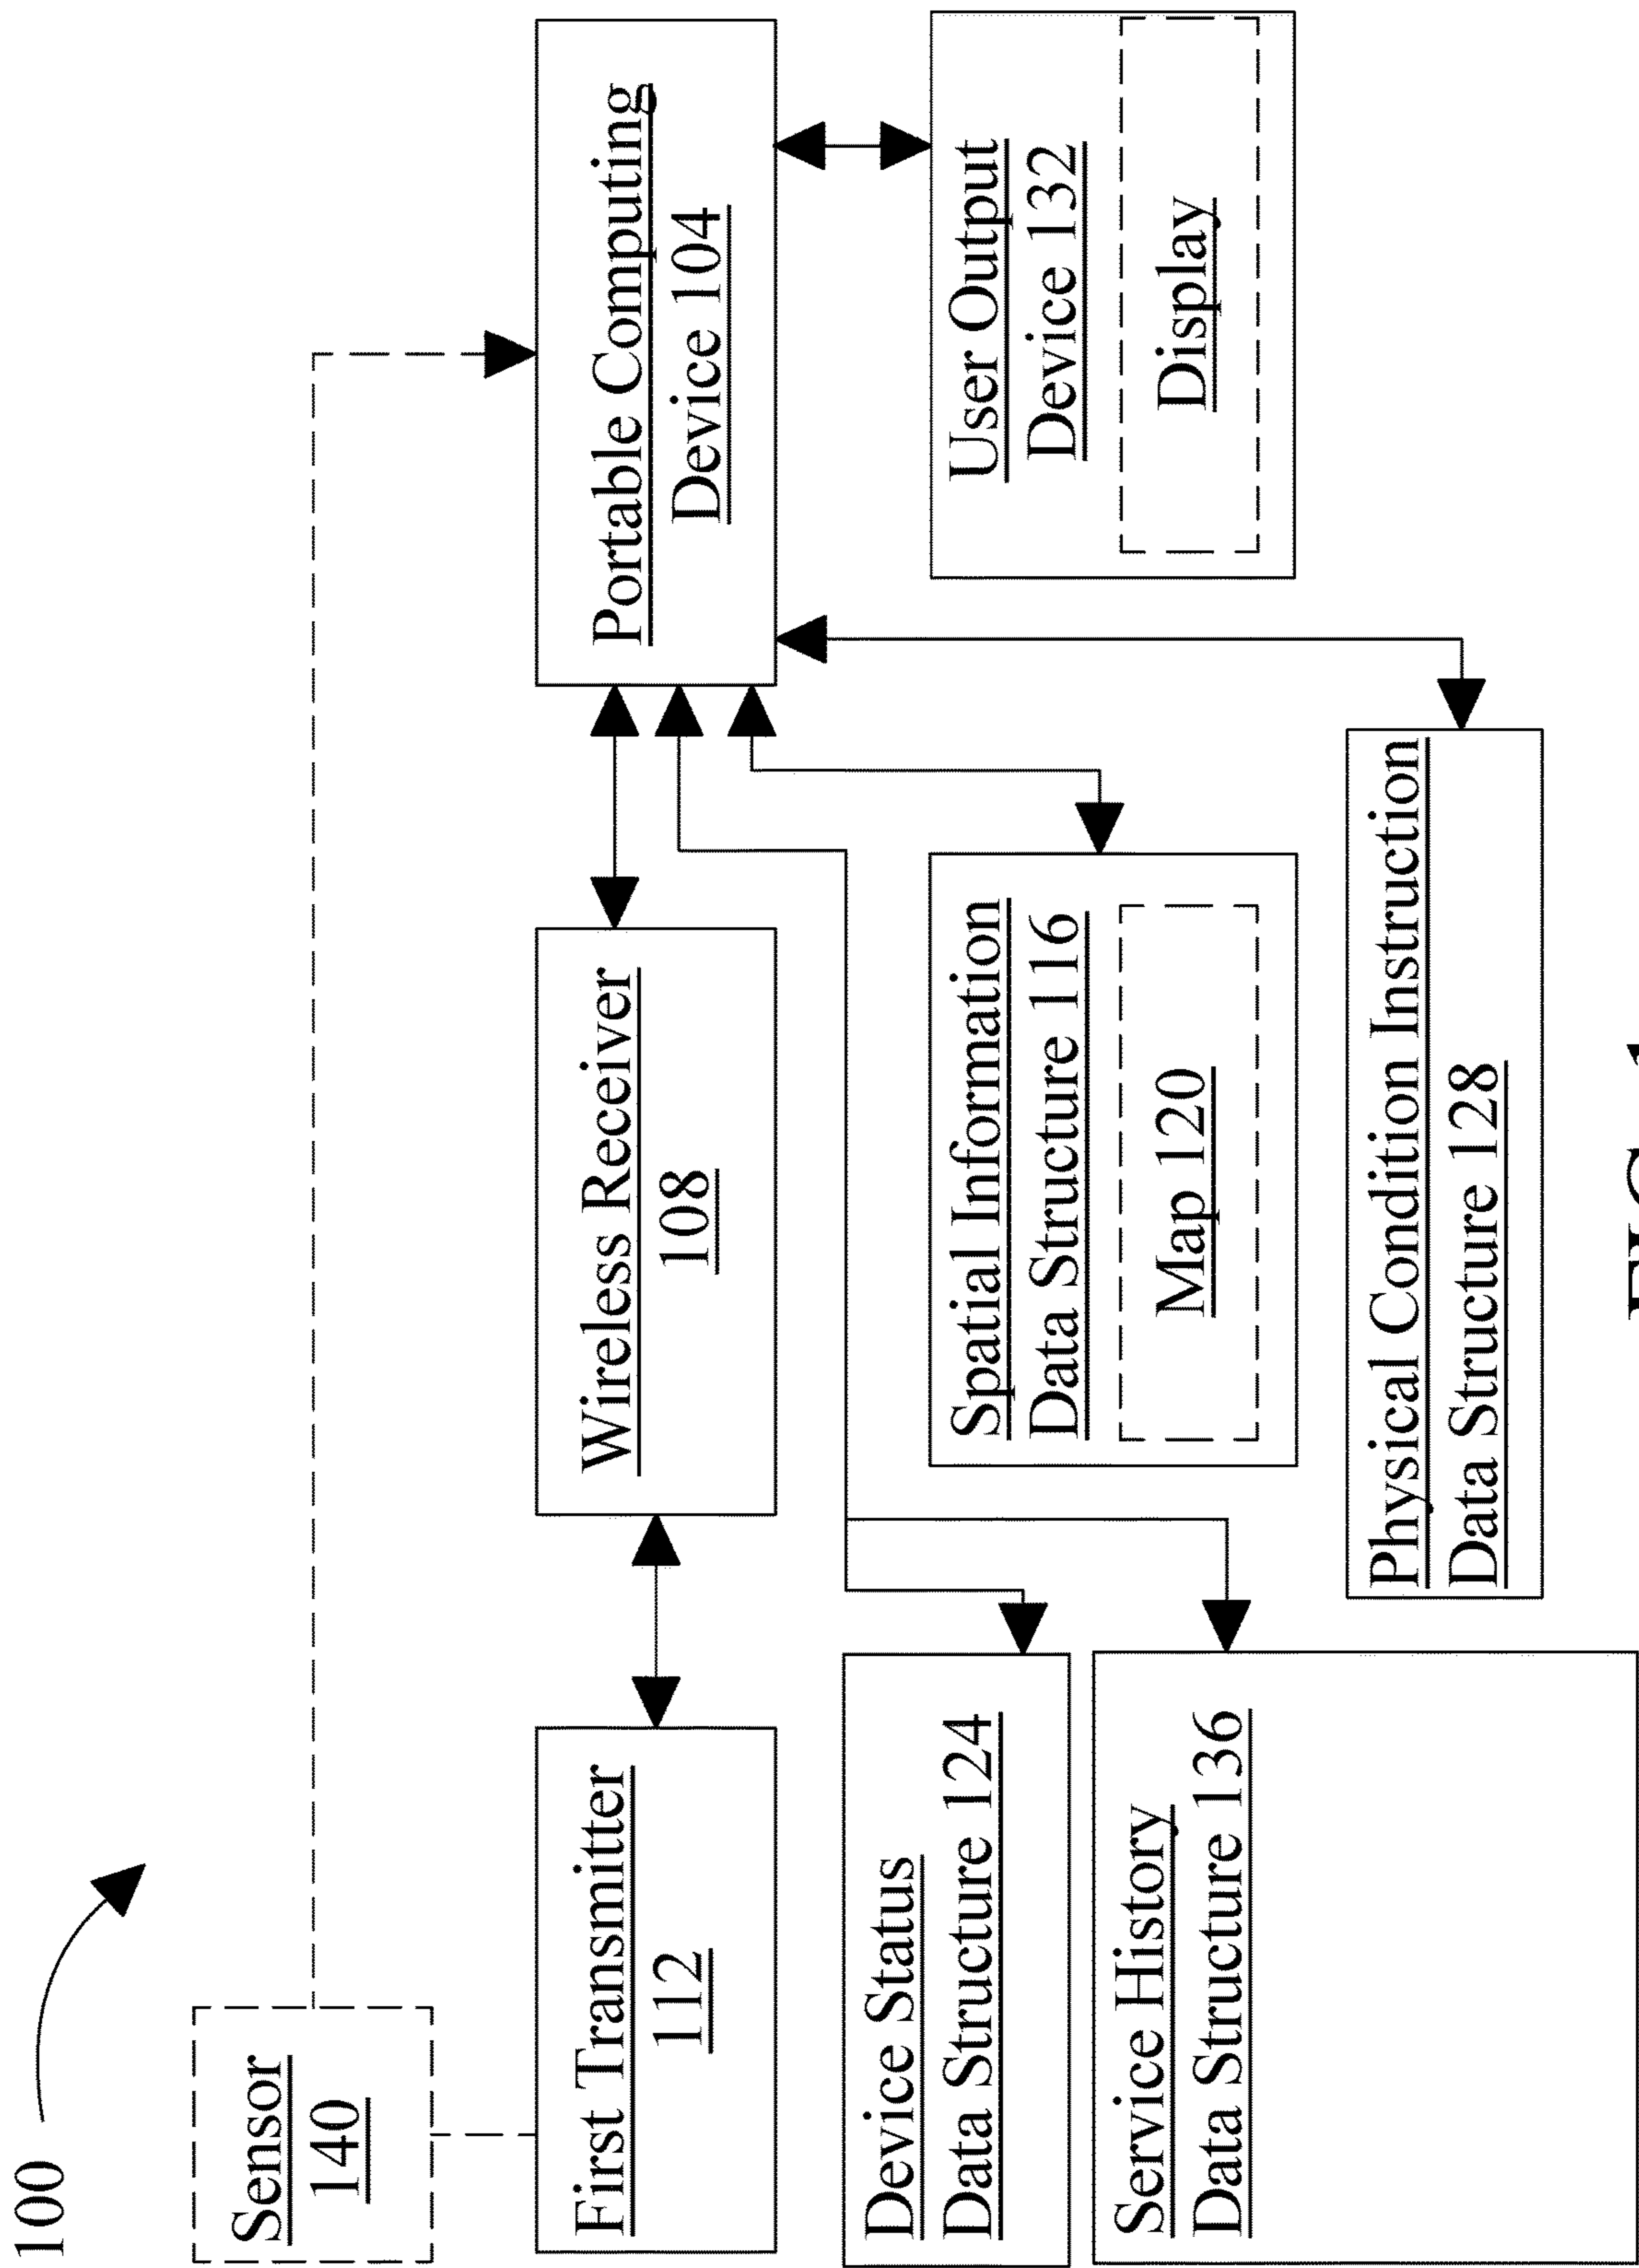 100
Sensor
140
First Transmitter
112
Wireless Receiver
108
Portable Computing
Device 104
Device Status
Data Structure 124
Service History
Data Structure 136
Spatial Information
Data Structure 116
Map 120
User Output
Device 132
Display
Physical Condition Instruction
Data Structure 128